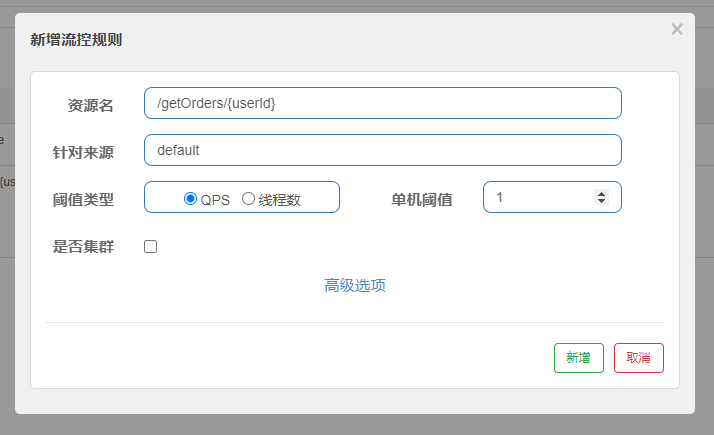 新增流控规则
×
资源名 /getOrders/{userId}
针对来源 default
阈值类型 QPS 线程数 单机阈值 1
是否集群
高级选项
新增 取消
e
{us